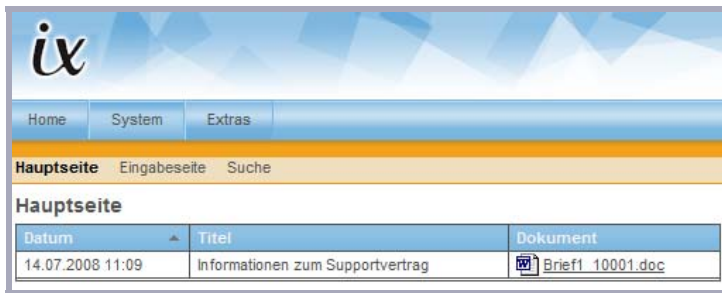 ix
Home System Extras
Hauptseite Eingabeseite Suche
Hauptseite
Datum Titel Dokument
14.07.2008 11:09 Informationen zum Supportvertrag Brief1_10001.doc